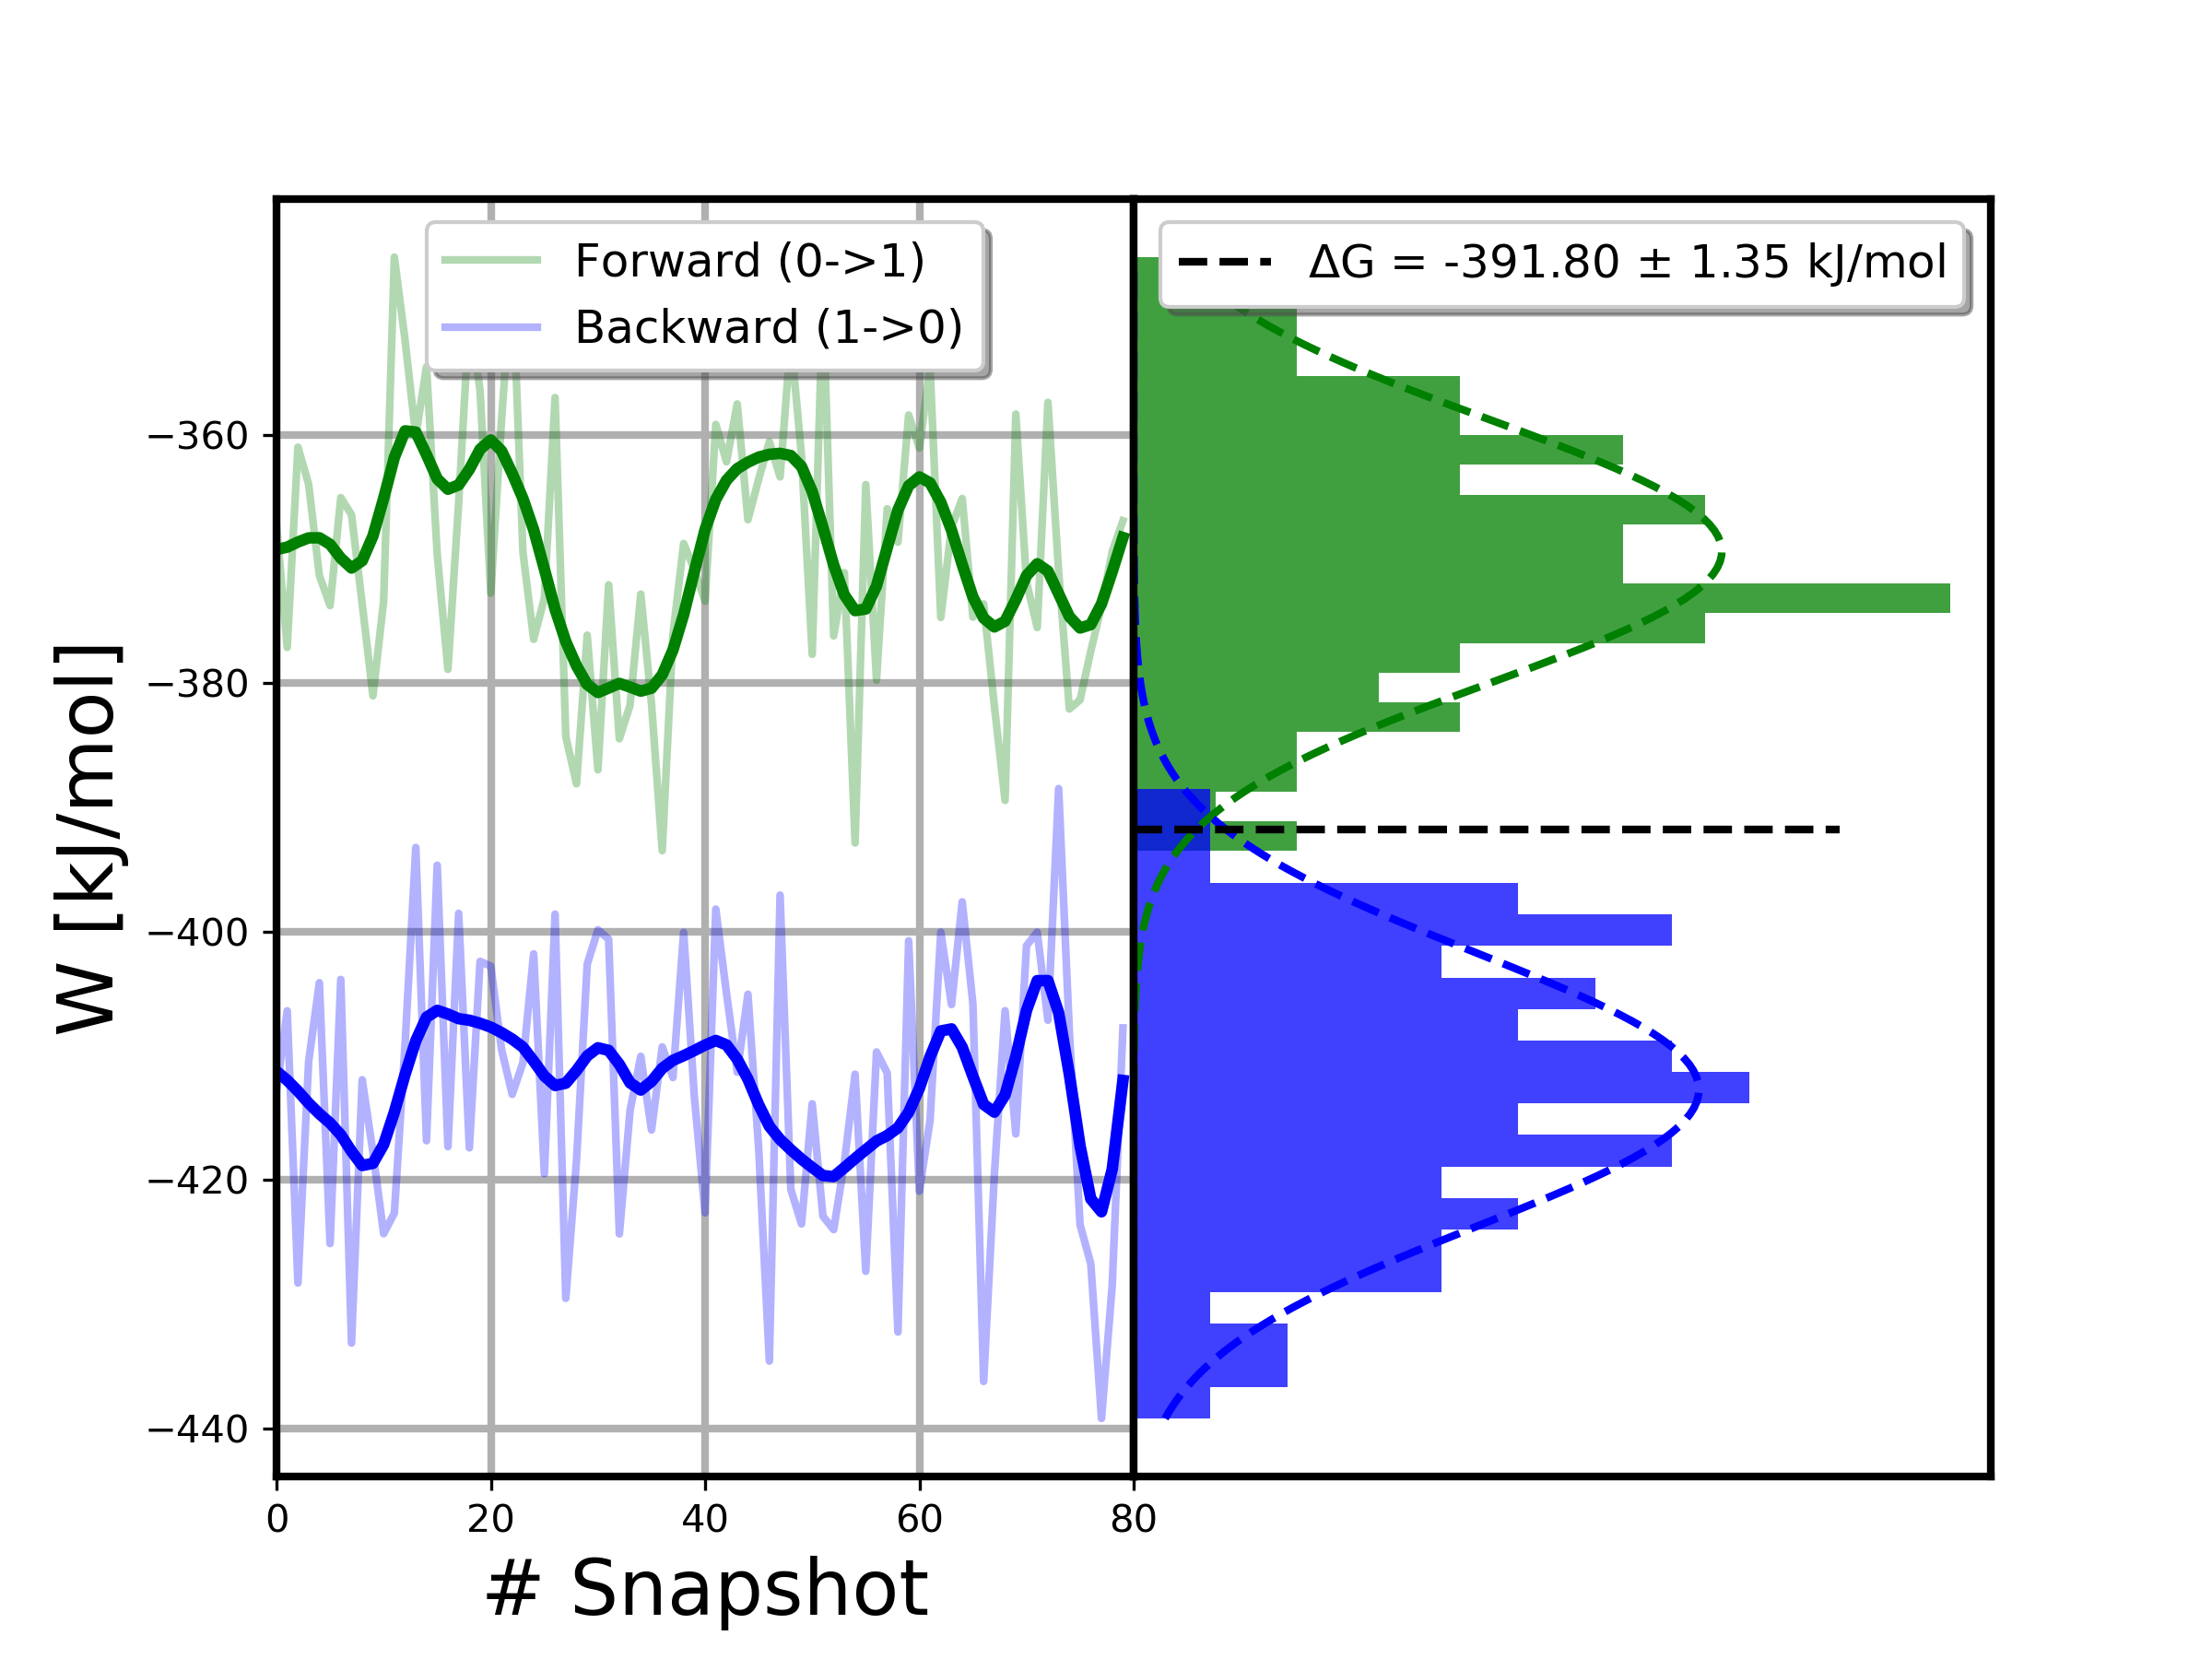 Forward (0->1)
Backward (1->0)
ΔG = -391.80 ± 1.35 kJ/mol
W [kJ/mol]
−360
−380
−400
−420
−440
0 20 40 60 80
# Snapshot